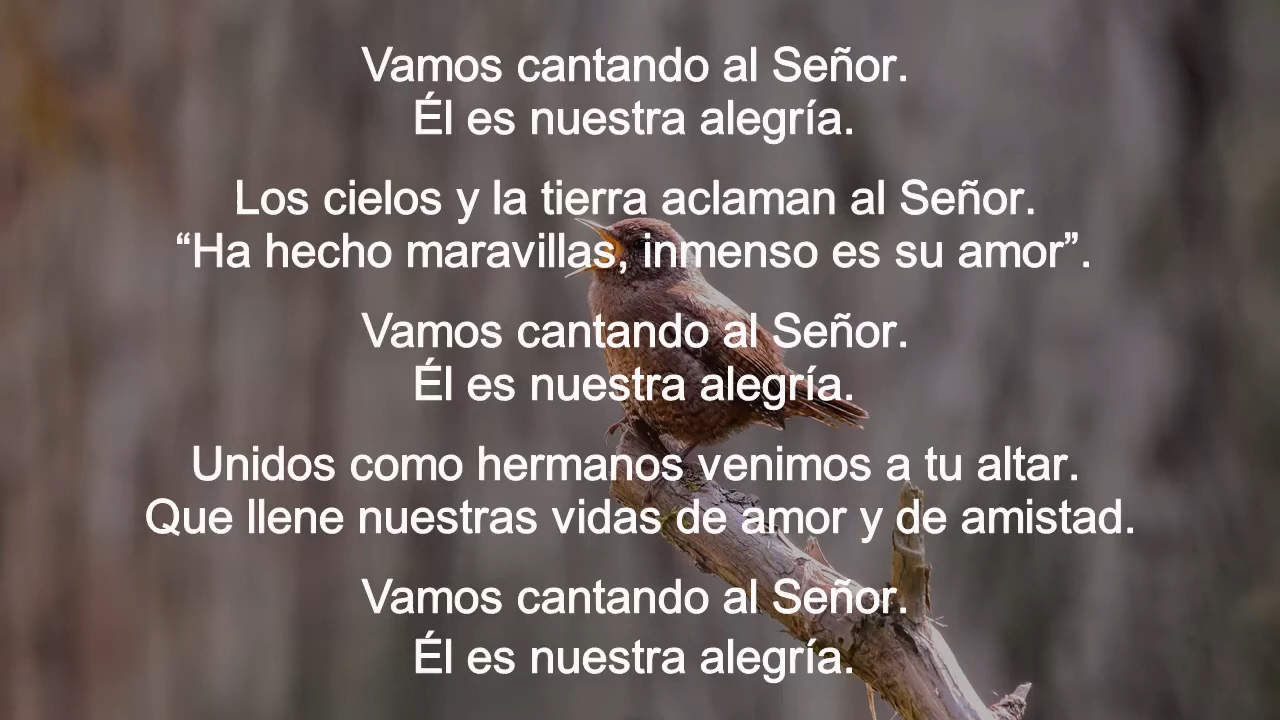 Vamos cantando al Señor.
Él es nuestra alegría.
Los cielos y la tierra aclaman al Señor.
“Ha hecho maravillas, inmenso es su amor”.
Vamos cantando al Señor.
Él es nuestra alegría.
Unidos como hermanos venimos a tu altar.
Que llene nuestras vidas de amor y de amistad.
Vamos cantando al Señor.
Él es nuestra alegría.